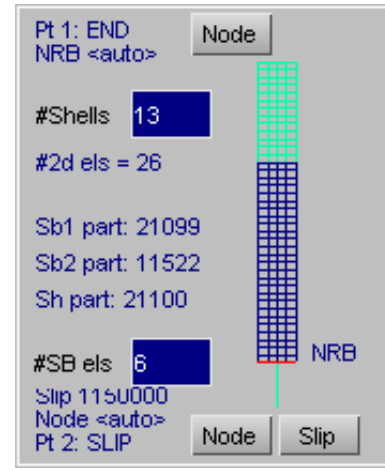 Pt 1: END
Node
NRB <auto>
#Shells 13
#2d els = 26
Sb1 part: 21099
Sb2 part: 11522
Sh part: 21100
NRB
#SB els 6
Slip 1150000
Node <auto>
Pt 2: SLIP
Node
Slip